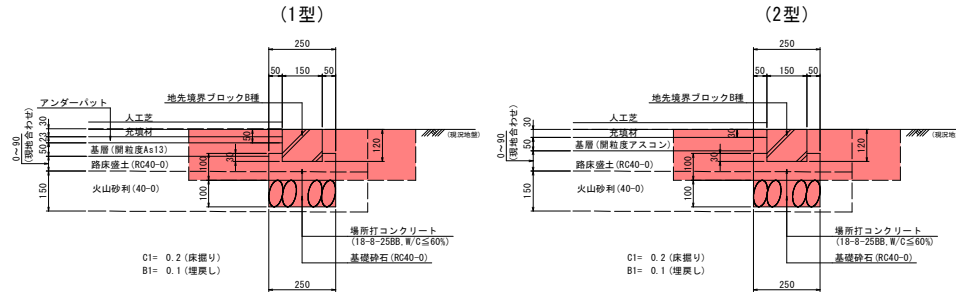 (1型)
250
50 150 50
地先境界ブロックB種
アンダーパット
人工芝
充填材
基層(開粒度As13)
路床盛土(RC40-0)
火山砂利(40-0)
30
50 23
0～90
(現地合わせ)
150
50
30
100
100
120
(現況地盤)
場所打コンクリート
(18-8-25BB,W/C≦60%)
基礎砕石(RC40-0)
C1= 0.2(床掘り)
B1= 0.1(埋戻し)
250
(2型)
250
50 150 50
地先境界ブロックB種
人工芝
充填材
基層(開粒度アスコン)
路床盛土(RC40-0)
火山砂利(40-0)
30
50
0～90
(現地合わせ)
150
30
30
100
100
120
(現況地
場所打コンクリート
(18-8-25BB,W/C≦60%)
基礎砕石(RC40-0)
C1= 0.2(床掘り)
B1= 0.1(埋戻し)
250